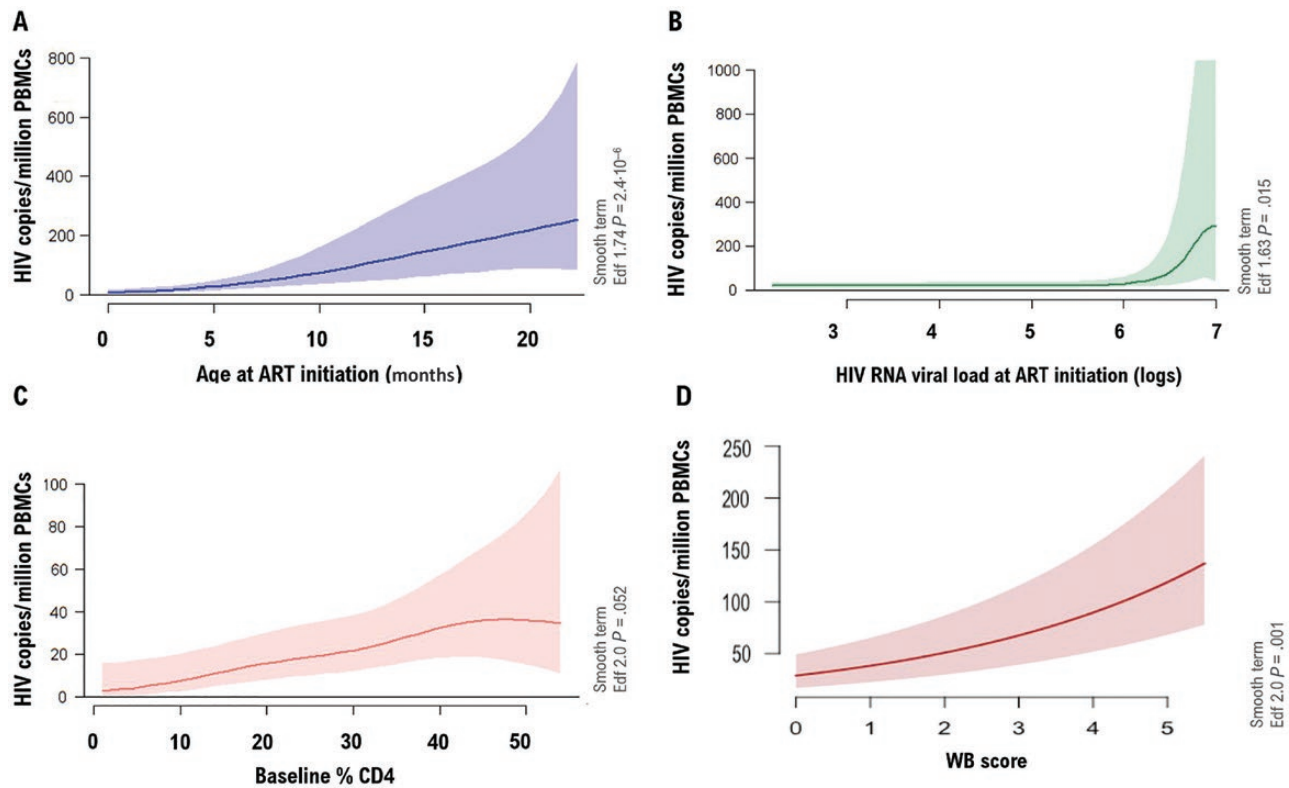 A
HIV copies/million PBMCs
800
600
400
200
0
0 5 10 15 20
Age at ART initiation (months)
Smooth term
Edf 1.74 P = 2.4·10⁻⁶
B
HIV copies/million PBMCs
1000
800
600
400
200
0
3 4 5 6 7
HIV RNA viral load at ART initiation (logs)
Smooth term
Edf 1.63 P = .015
C
HIV copies/million PBMCs
100
80
60
40
20
0
0 10 20 30 40 50
Baseline % CD4
Smooth term
Edf 2.0 P = .052
D
HIV copies/million PBMCs
250
200
150
100
50
0 1 2 3 4 5
WB score
Smooth term
Edf 2.0 P = .001